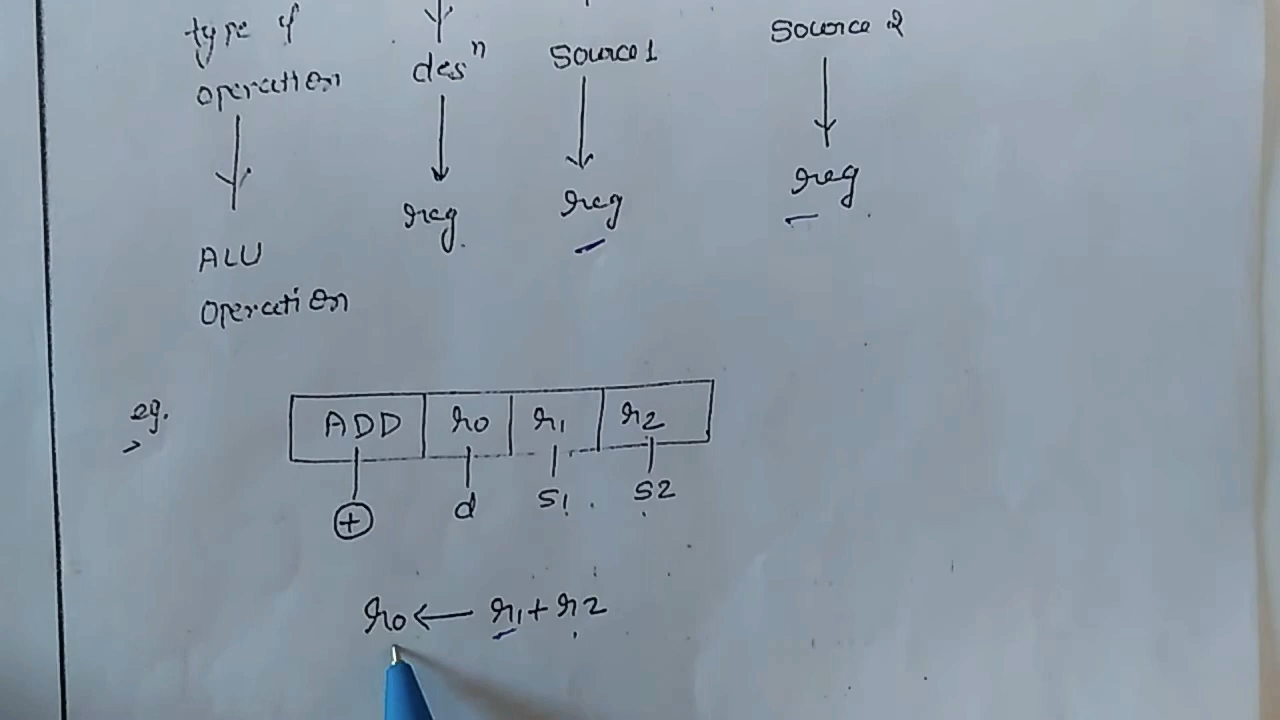 type of desⁿ Source 1 Source 2
operation
reg reg reg
ALU
operation
eg. ADD r0 r1 r2
+ d S1 S2
r0 ← r1 + r2